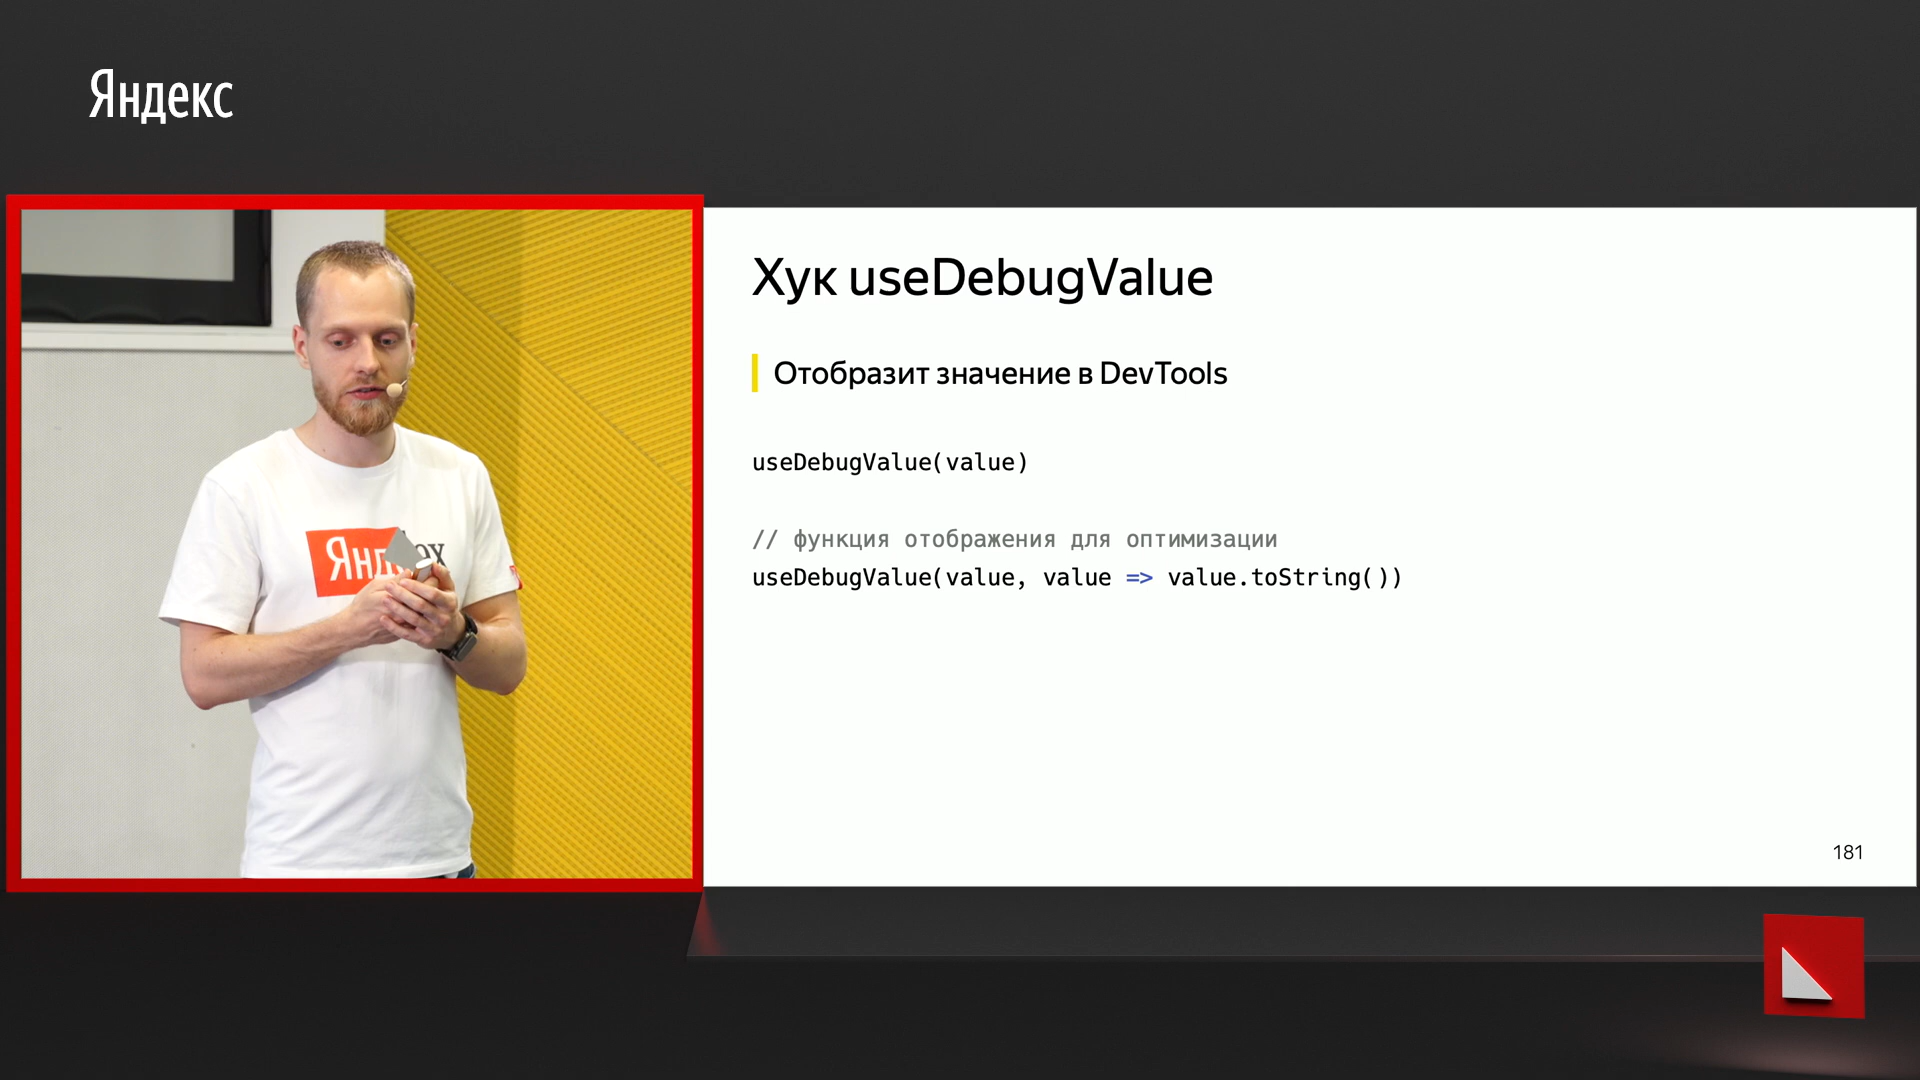 Яндекс
Хук useDebugValue
Отобразит значение в DevTools
useDebugValue(value)
// функция отображения для оптимизации
useDebugValue(value, value => value.toString())
181